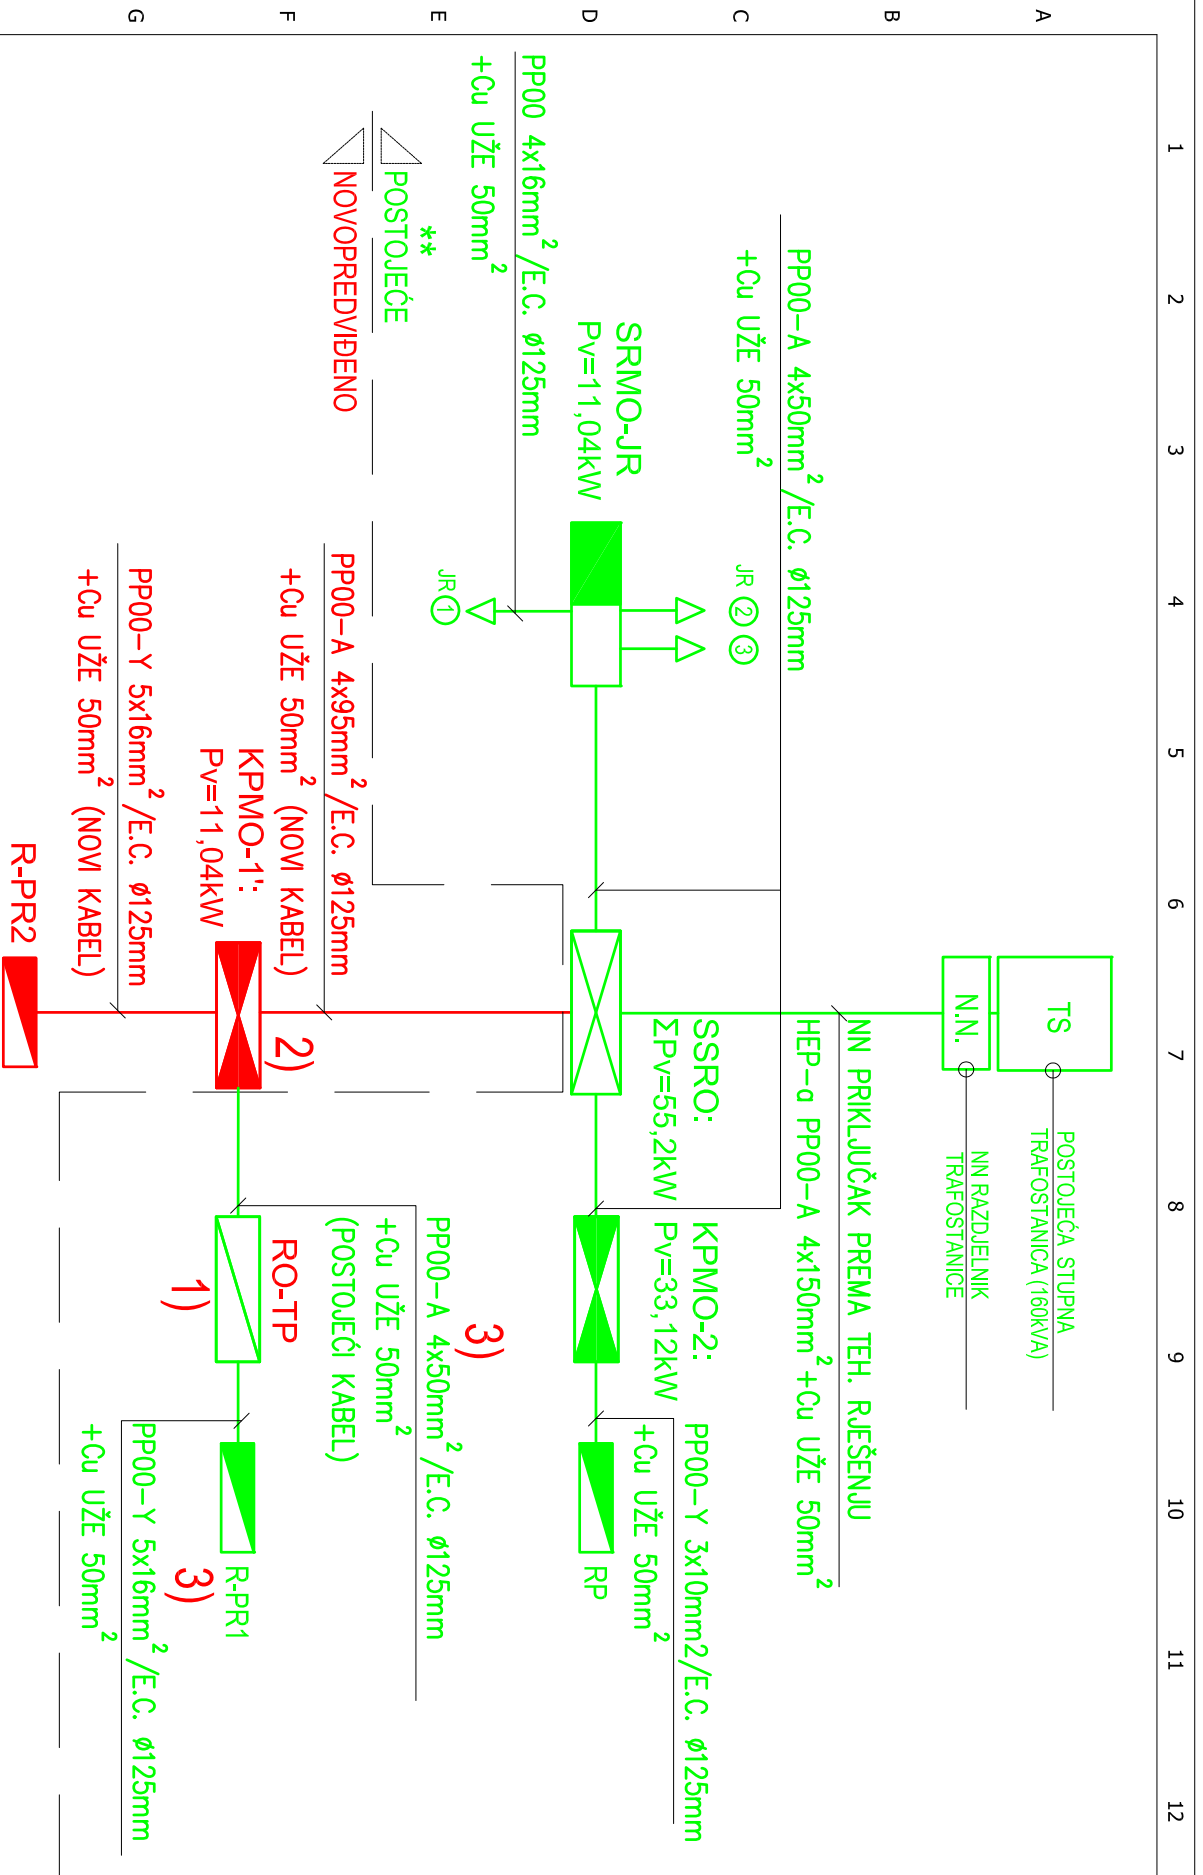 1
2
3
4
5
6
7
8
9
10
11
12
A
B
C
D
E
F
G
TS
N.N.
POSTOJEĆA STUPNA
TRAFOSTANICA (160kVA)
NN RAZDJELNIK
TRAFOSTANICE
NN PRIKLJUČAK PREMA TEH. RJEŠENJU
HEP-a PP00-A 4x150mm²+Cu UŽE 50mm²
PP00-A 4x50mm²/E.C. ø125mm
+Cu UŽE 50mm²
JR 2 3
SRMO-JR
Pv=11,04kW
SSRO:
ΣPv=55,2kW
KPMO-2:
Pv=33,12kW
PP00-Y 3x10mm2/E.C. ø125mm
+Cu UŽE 50mm²
RP
PP00 4x16mm²/E.C. ø125mm
+Cu UŽE 50mm²
JR 1
**
POSTOJEĆE
NOVOPREDVIĐENO
3)
PP00-A 4x50mm²/E.C. ø125mm
+Cu UŽE 50mm²
(POSTOJEĆI KABEL)
PP00-A 4x95mm²/E.C. ø125mm
+Cu UŽE 50mm² (NOVI KABEL)
2)
RO-TP
1)
KPMO-1':
Pv=11,04kW
R-PR1
3)
PP00-Y 5x16mm²/E.C. ø125mm
+Cu UŽE 50mm² (NOVI KABEL)
PP00-Y 5x16mm²/E.C. ø125mm
+Cu UŽE 50mm²
R-PR2